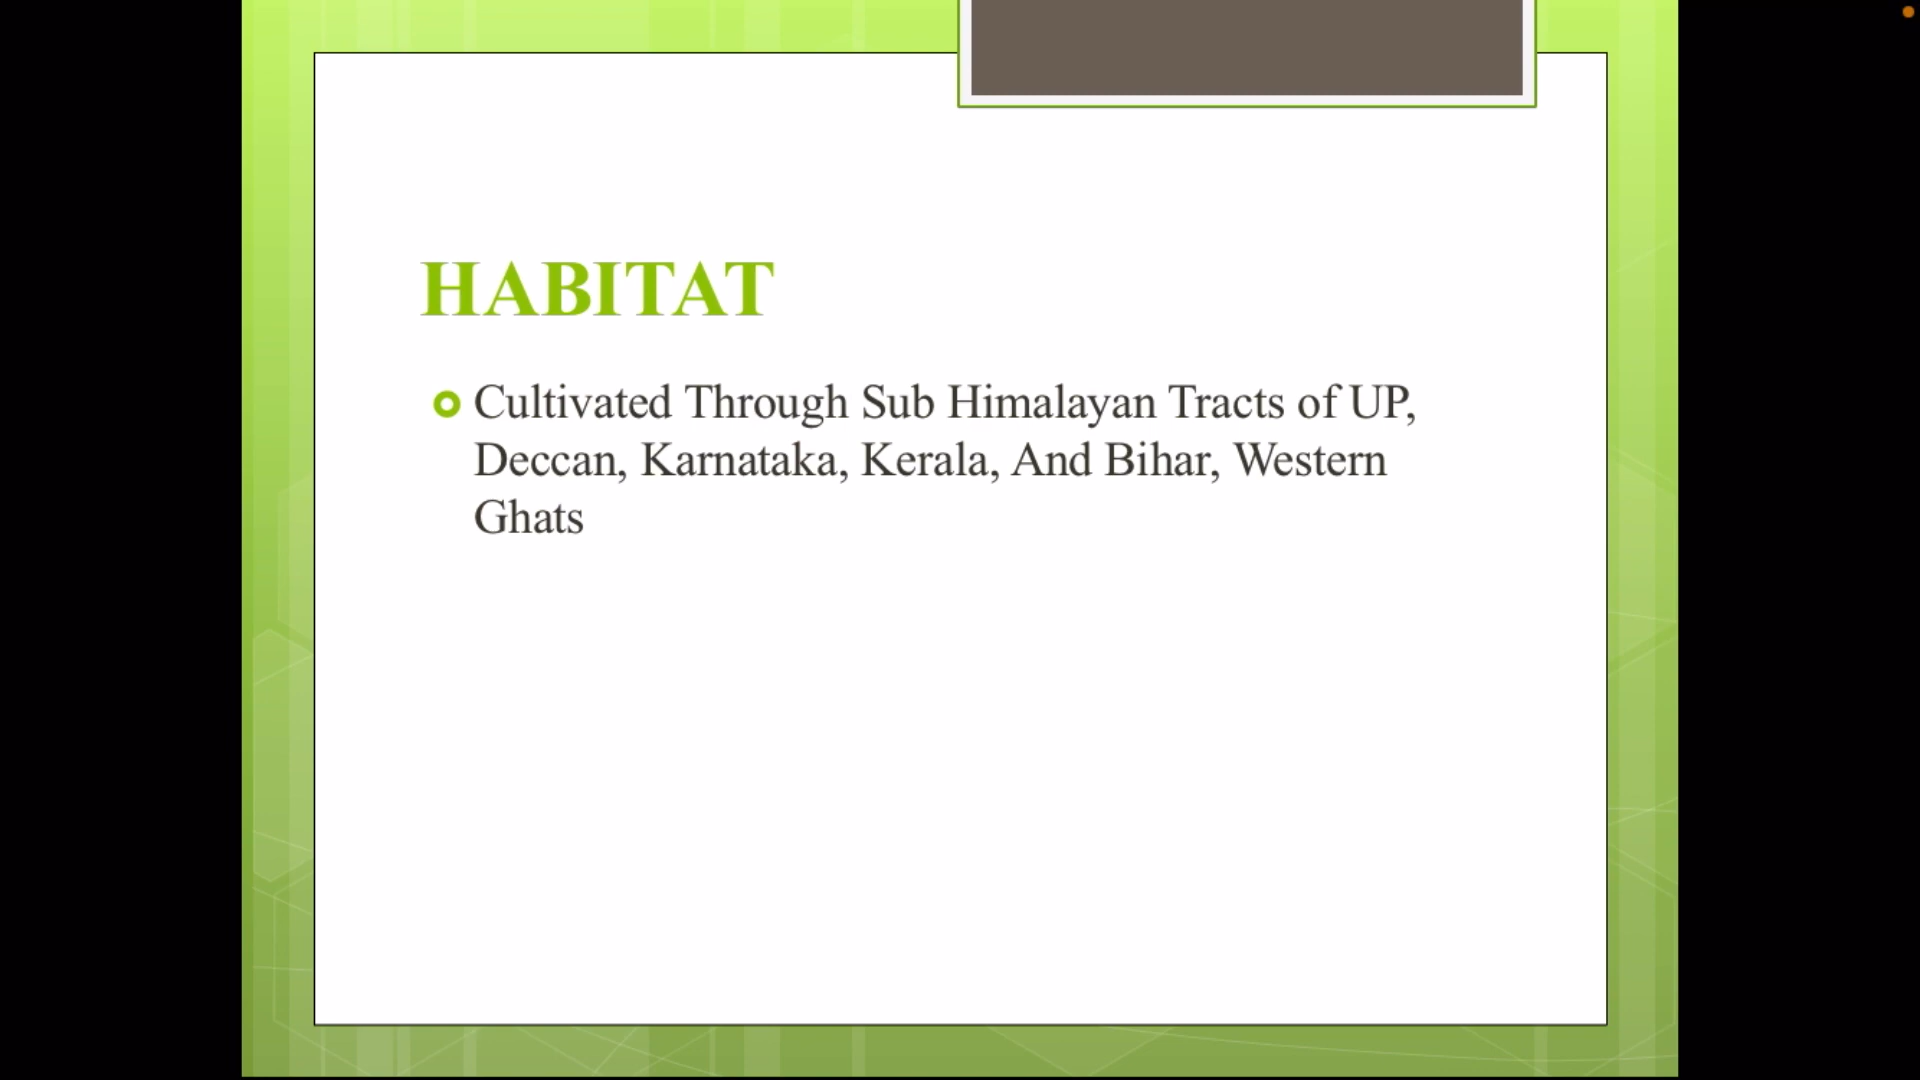 HABITAT
Cultivated Through Sub Himalayan Tracts of UP,
Deccan, Karnataka, Kerala, And Bihar, Western
Ghats